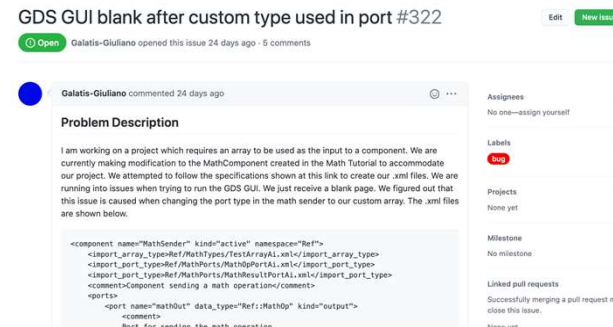 GDS GUI blank after custom type used in port #322
Edit
New issu
Open
Galatis-Giuliano opened this issue 24 days ago · 5 comments
Galatis-Giuliano commented 24 days ago
Problem Description
I am working on a project which requires an array to be used as the input to a component. We are
currently making modification to the MathComponent created in the Math Tutorial to accommodate
our project. We attempted to follow the specifications shown at this link to create our .xml files. We are
running into issues when trying to run the GDS GUI. We just receive a blank page. We figured out that
this issue is caused when changing the port type in the math sender to our custom array. The .xml files
are shown below.
<component name="MathSender" kind="active" namespace="Ref">
<import_array_type>Ref/MathTypes/TestArrayAi.xml</import_array_type>
<import_port_type>Ref/MathPorts/MathOpPortAi.xml</import_port_type>
<import_port_type>Ref/MathPorts/MathResultPortAi.xml</import_port_type>
<comment>Component sending a math operation</comment>
<ports>
<port name="mathOut" data_type="Ref::MathOp" kind="output">
<comment>
Port for sending the math operation
Assignees
No one—assign yourself
Labels
bug
Projects
None yet
Milestone
No milestone
Linked pull requests
Successfully merging a pull request m
close this issue.
None yet